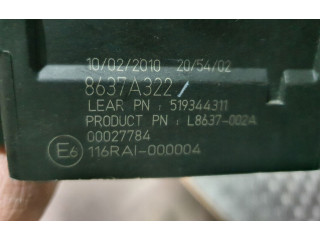 10/02/2010 20/54/02
8637A322
LEAR PN : 519344311
PRODUCT PN : L8637-002A
00027784
E6 116RAI-000004